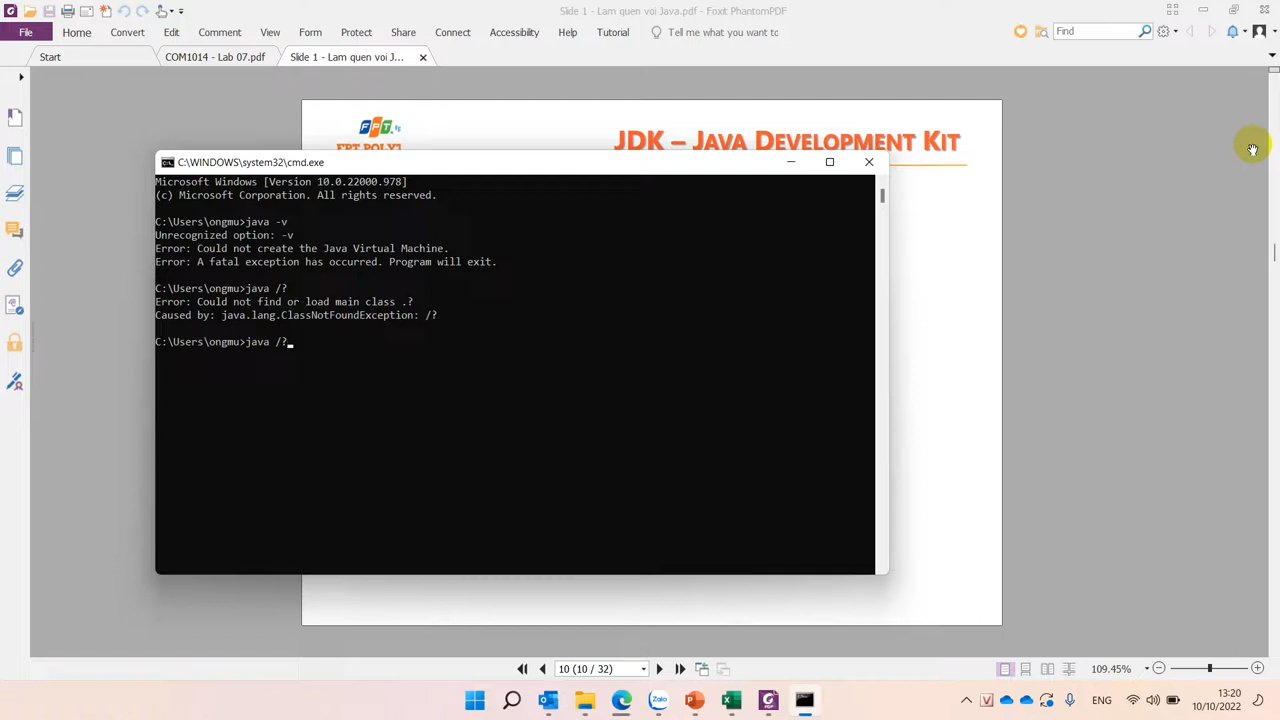 Slide 1 - Lam quen voi Java.pdf - Foxit PhantomPDF
File Home Convert Edit Comment View Form Protect Share Connect Accessibility Help Tutorial Tell me what you want to Find
Start COM1014 - Lab 07.pdf Slide 1 - Lam quen voi J...
FPT.
JDK – JAVA DEVELOPMENT KIT
C:\WINDOWS\system32\cmd.exe
Microsoft Windows [Version 10.0.22000.978]
(c) Microsoft Corporation. All rights reserved.
C:\Users\ongmu>java -v
Unrecognized option: -v
Error: Could not create the Java Virtual Machine.
Error: A fatal exception has occurred. Program will exit.
C:\Users\ongmu>java /?
Error: Could not find or load main class .?
Caused by: java.lang.ClassNotFoundException: /?
C:\Users\ongmu>java /?
10 (10 / 32) 109.45%
Zalo ENG 13:20
10/10/2022